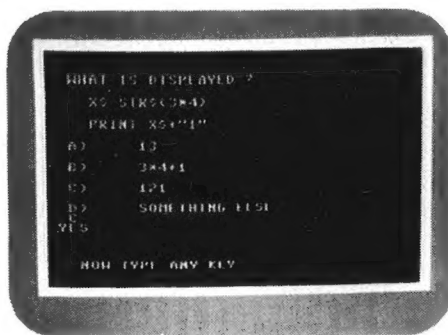 WHAT IS DISPLAYED ?
X$ STR$(3*4)
PRINT X$+"1"
A) 13
B) 3*4+1
C) 121
D) SOMETHING ELSE
C
YES
NOW TYPE ANY KEY